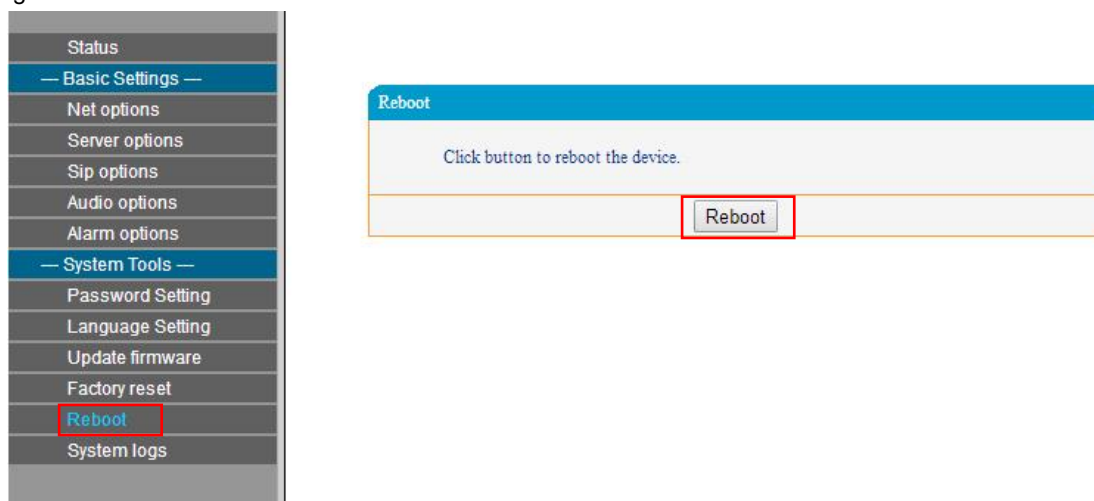 Status
— Basic Settings —
Net options
Server options
Sip options
Audio options
Alarm options
— System Tools —
Password Setting
Language Setting
Update firmware
Factory reset
Reboot
System logs
Reboot
Click button to reboot the device.
Reboot